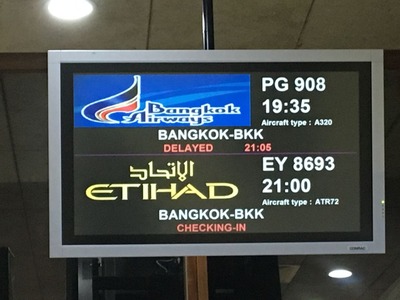 Bangkok
Airways
PG 908
19:35
Aircraft type : A320
BANGKOK-BKK
DELAYED 21:05
الإتحاد
ETIHAD
EY 8693
21:00
Aircraft type : ATR72
BANGKOK-BKK
CHECKING-IN